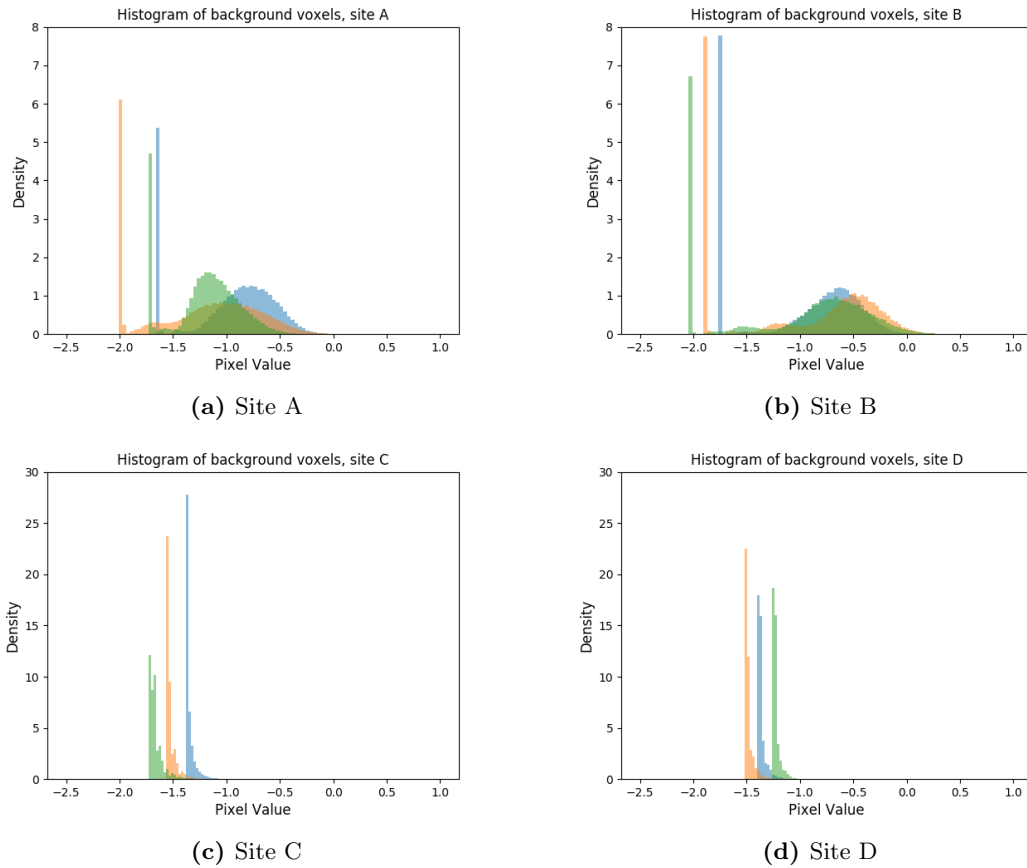 Histogram of background voxels, site A
8
7
6
5
4
3
2
1
0
Density
−2.5 −2.0 −1.5 −1.0 −0.5 0.0 0.5 1.0
Pixel Value
(a) Site A
Histogram of background voxels, site B
8
7
6
5
4
3
2
1
0
Density
−2.5 −2.0 −1.5 −1.0 −0.5 0.0 0.5 1.0
Pixel Value
(b) Site B
Histogram of background voxels, site C
30
25
20
15
10
5
0
Density
−2.5 −2.0 −1.5 −1.0 −0.5 0.0 0.5 1.0
Pixel Value
(c) Site C
Histogram of background voxels, site D
30
25
20
15
10
5
0
Density
−2.5 −2.0 −1.5 −1.0 −0.5 0.0 0.5 1.0
Pixel Value
(d) Site D